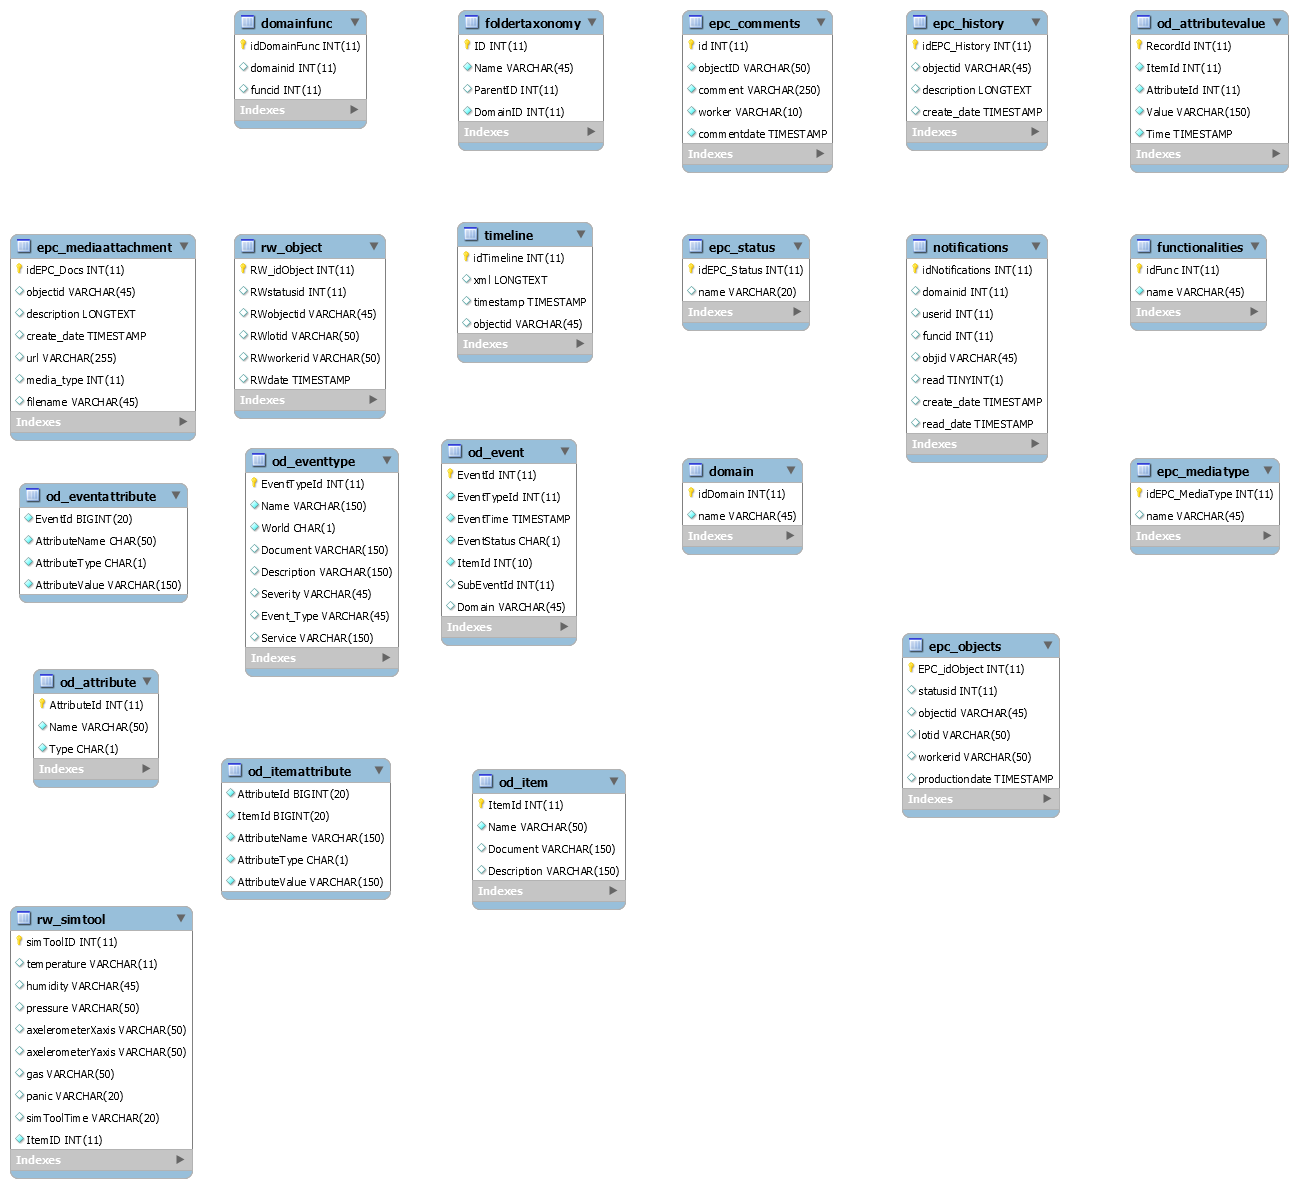 domainfunc
idDomainFunc INT(11)
domainid INT(11)
funcid INT(11)
Indexes
foldertaxonomy
ID INT(11)
Name VARCHAR(45)
ParentID INT(11)
DomainID INT(11)
Indexes
epc_comments
id INT(11)
objectID VARCHAR(50)
comment VARCHAR(250)
worker VARCHAR(10)
commentdate TIMESTAMP
Indexes
epc_history
idEPC_History INT(11)
objectid VARCHAR(45)
description LONGTEXT
create_date TIMESTAMP
Indexes
od_attributevalue
RecordId INT(11)
ItemId INT(11)
AttributeId INT(11)
Value VARCHAR(150)
Time TIMESTAMP
Indexes
epc_mediaattachment
idEPC_Docs INT(11)
objectid VARCHAR(45)
description LONGTEXT
create_date TIMESTAMP
url VARCHAR(255)
media_type INT(11)
filename VARCHAR(45)
Indexes
rw_object
RW_idObject INT(11)
RWstatusid INT(11)
RWobjectid VARCHAR(45)
RWlotid VARCHAR(50)
RWworkerid VARCHAR(50)
RWdate TIMESTAMP
Indexes
timeline
idTimeline INT(11)
xml LONGTEXT
timestamp TIMESTAMP
objectid VARCHAR(45)
Indexes
epc_status
idEPC_Status INT(11)
name VARCHAR(20)
Indexes
notifications
idNotifications INT(11)
domainid INT(11)
userid INT(11)
funcid INT(11)
objid VARCHAR(45)
read TINYINT(1)
create_date TIMESTAMP
read_date TIMESTAMP
Indexes
functionalities
idFunc INT(11)
name VARCHAR(45)
Indexes
od_eventattribute
EventId BIGINT(20)
AttributeName CHAR(50)
AttributeType CHAR(1)
AttributeValue VARCHAR(150)
od_eventtype
EventTypeId INT(11)
Name VARCHAR(150)
World CHAR(1)
Document VARCHAR(150)
Description VARCHAR(150)
Severity VARCHAR(45)
Event_Type VARCHAR(45)
Service VARCHAR(150)
Indexes
od_event
EventId INT(11)
EventTypeId INT(11)
EventTime TIMESTAMP
EventStatus CHAR(1)
ItemId INT(10)
SubEventId INT(11)
Domain VARCHAR(45)
Indexes
domain
idDomain INT(11)
name VARCHAR(45)
Indexes
epc_mediatype
idEPC_MediaType INT(11)
name VARCHAR(45)
Indexes
od_attribute
AttributeId INT(11)
Name VARCHAR(50)
Type CHAR(1)
Indexes
od_itemattribute
AttributeId BIGINT(20)
ItemId BIGINT(20)
AttributeName VARCHAR(150)
AttributeType CHAR(1)
AttributeValue VARCHAR(150)
od_item
ItemId INT(11)
Name VARCHAR(50)
Document VARCHAR(150)
Description VARCHAR(150)
Indexes
epc_objects
EPC_idObject INT(11)
statusid INT(11)
objectid VARCHAR(45)
lotid VARCHAR(50)
workerid VARCHAR(50)
productiondate TIMESTAMP
Indexes
rw_simtool
simToolID INT(11)
temperature VARCHAR(11)
humidity VARCHAR(45)
pressure VARCHAR(50)
axelerometerXaxis VARCHAR(50)
axelerometerYaxis VARCHAR(50)
gas VARCHAR(50)
panic VARCHAR(20)
simToolTime VARCHAR(20)
ItemID INT(11)
Indexes